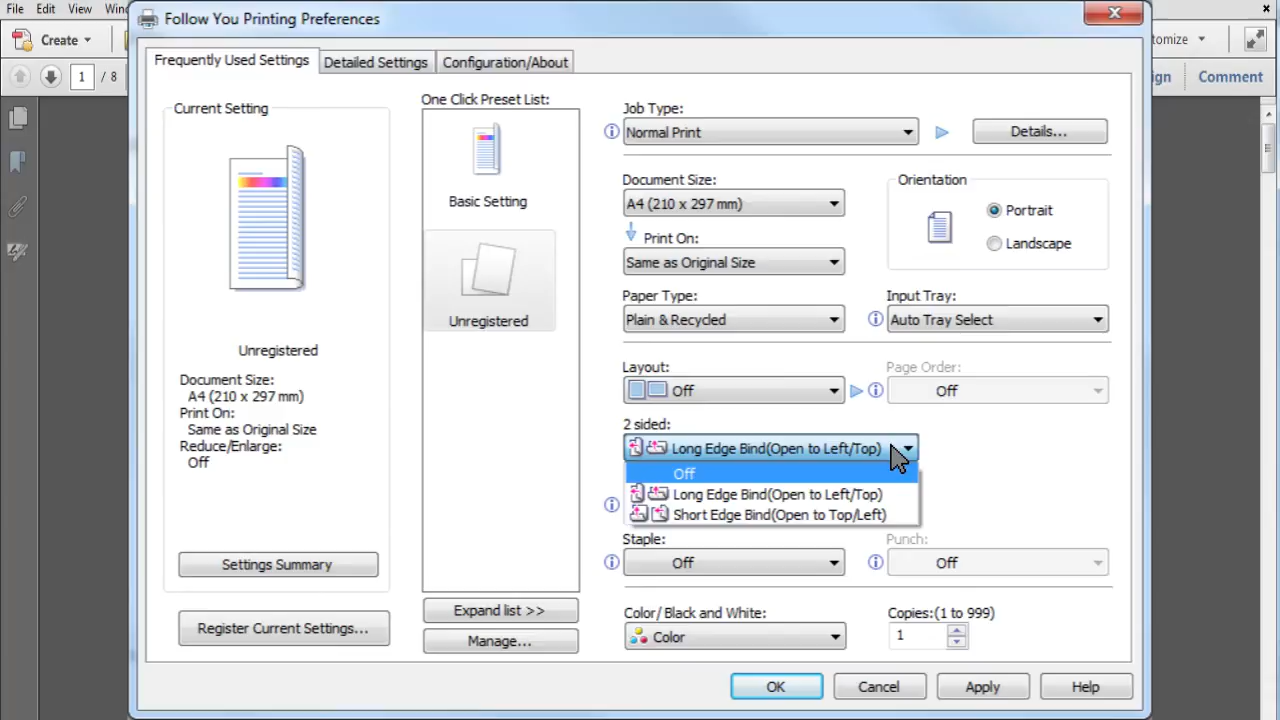 File Edit View Wind
Follow You Printing Preferences
Create
1 / 8
tomize
ign
Comment
Frequently Used Settings
Detailed Settings
Configuration/About
Current Setting
Unregistered
Document Size:
A4 (210 x 297 mm)
Print On:
Same as Original Size
Reduce/Enlarge:
Off
Settings Summary
Register Current Settings...
One Click Preset List:
Basic Setting
Unregistered
Expand list >>
Manage...
Job Type:
Normal Print
Details...
Document Size:
A4 (210 x 297 mm)
Print On:
Same as Original Size
Orientation
Portrait
Landscape
Paper Type:
Plain & Recycled
Input Tray:
Auto Tray Select
Layout:
Off
Page Order:
Off
2 sided:
Long Edge Bind(Open to Left/Top)
Off
Long Edge Bind(Open to Left/Top)
Short Edge Bind(Open to Top/Left)
Staple:
Off
Punch:
Off
Color/ Black and White:
Color
Copies:(1 to 999)
1
OK
Cancel
Apply
Help